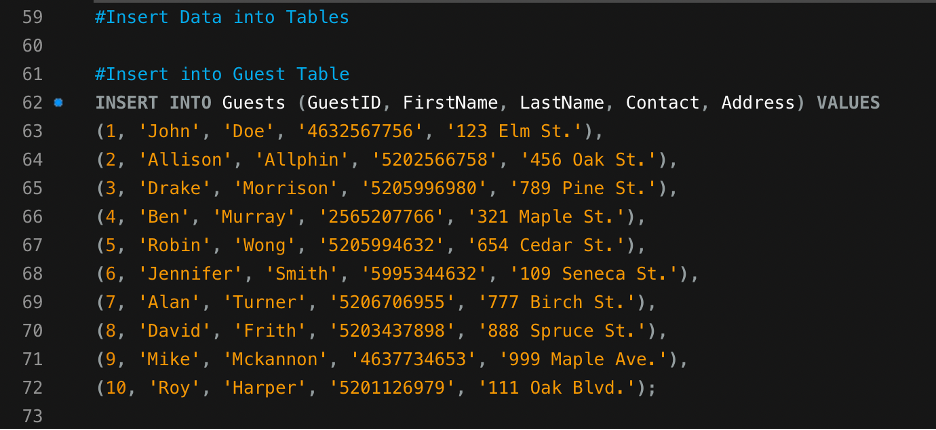 59 #Insert Data into Tables
60
61 #Insert into Guest Table
62 INSERT INTO Guests (GuestID, FirstName, LastName, Contact, Address) VALUES
63 (1, 'John', 'Doe', '4632567756', '123 Elm St.'),
64 (2, 'Allison', 'Allphin', '5202566758', '456 Oak St.'),
65 (3, 'Drake', 'Morrison', '5205996980', '789 Pine St.'),
66 (4, 'Ben', 'Murray', '2565207766', '321 Maple St.'),
67 (5, 'Robin', 'Wong', '5205994632', '654 Cedar St.'),
68 (6, 'Jennifer', 'Smith', '5995344632', '109 Seneca St.'),
69 (7, 'Alan', 'Turner', '5206706955', '777 Birch St.'),
70 (8, 'David', 'Frith', '5203437898', '888 Spruce St.'),
71 (9, 'Mike', 'Mckannon', '4637734653', '999 Maple Ave.'),
72 (10, 'Roy', 'Harper', '5201126979', '111 Oak Blvd.');
73